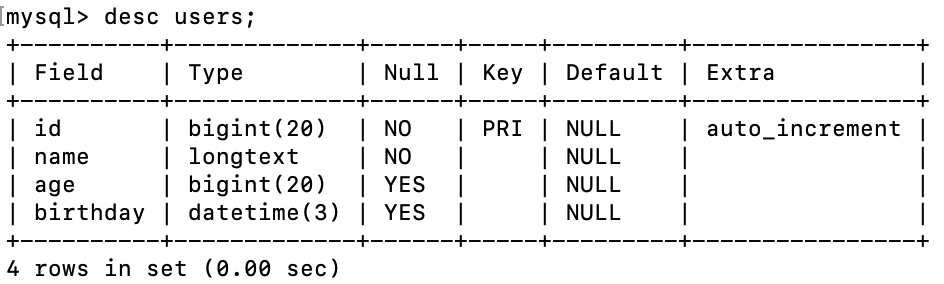 mysql> desc users;
+----------+-------------+------+-----+---------+----------------+
| Field    | Type        | Null | Key | Default | Extra          |
+----------+-------------+------+-----+---------+----------------+
| id       | bigint(20)  | NO   | PRI | NULL    | auto_increment |
| name     | longtext    | NO   |     | NULL    |                |
| age      | bigint(20)  | YES  |     | NULL    |                |
| birthday | datetime(3) | YES  |     | NULL    |                |
+----------+-------------+------+-----+---------+----------------+
4 rows in set (0.00 sec)